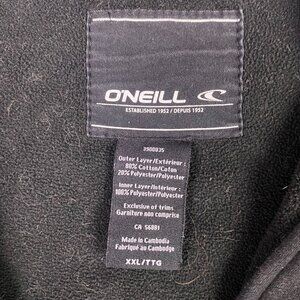 O'NEILL
ESTABLISHED 1952 / DEPUIS 1952
Outer Layer/Extérieur :
80% Cotton/Coton
20% Polyester/Polyester
Inner Layer/Intérieur :
100% Polyester/Polyester
Exclusive of trims
Garniture non comprise
CA 56881
Made in Cambodia
Fabriqué au Cambodge
XXL/TTG